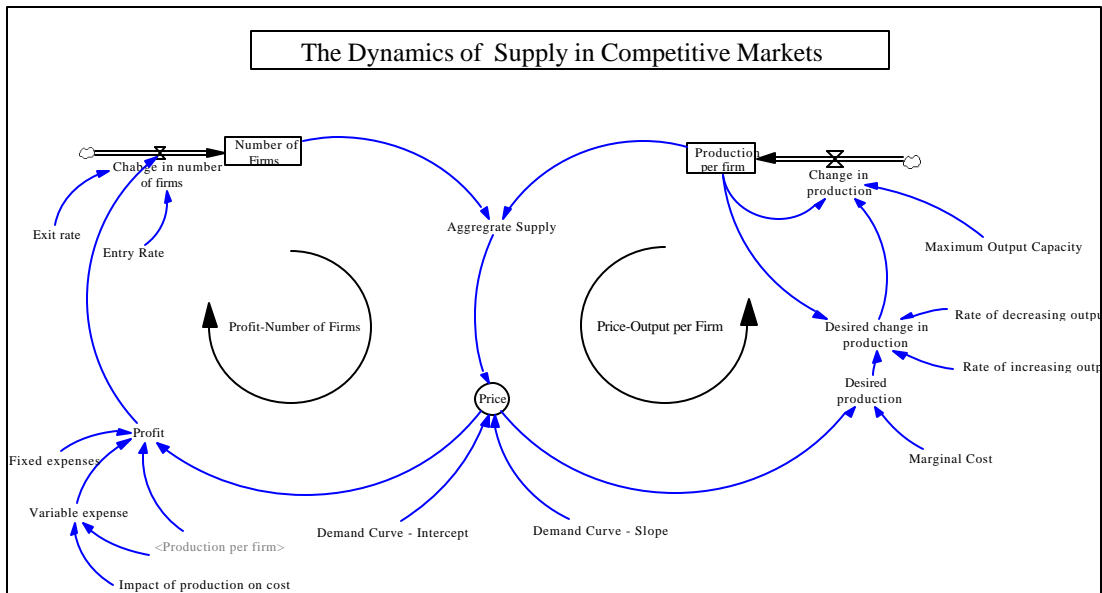 The Dynamics of Supply in Competitive Markets
Number of
Firms
Production
per firm
Chabge in number
of firms
Change in
production
Exit rate
Entry Rate
Aggregrate Supply
Maximum Output Capacity
Profit-Number of Firms
Price-Output per Firm
Desired change in
production
Rate of decreasing outpu
Rate of increasing outp
Desired
production
Price
Profit
Fixed expenses
Marginal Cost
Variable expense
Demand Curve - Intercept
Demand Curve - Slope
<Production per firm>
Impact of production on cost